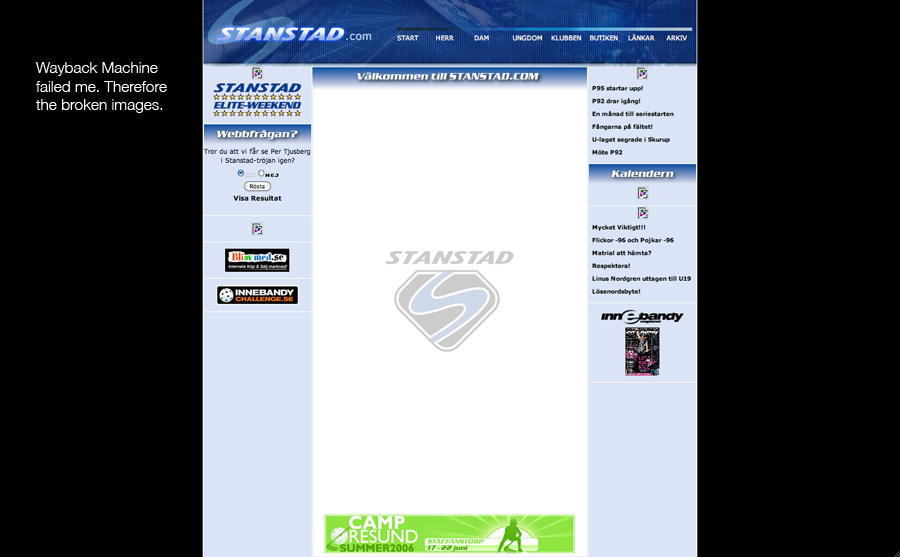 Wayback Machine
failed me. Therefore
the broken images.
STANSTAD.com
START HERR DAM UNGDOM KLUBBEN BUTIKEN LÄNKAR ARKIV
STANSTAD
ELITE-WEEKEND
Webbfrågan?
Tror du att vi får se Per Tjusberg
i Stanstad-tröjan igen?
NEJ
Rösta
Visa Resultat
Blimymed.se
Internets Köp & Sälj marknad!
INNEBANDY
CHALLENGE.SE
Välkommen till STANSTAD.COM
STANSTAD
CAMP
ØRESUND
SUMMER2006
STAFFANSTORP
17 - 22 juni
P95 startar upp!
P92 drar igång!
En månad till seriestarten
Fångarna på fältet!
U-laget segrade i Skurup
Möte P92
Kalendern
Mycket Viktigt!!!
Flickor -96 och Pojkar -96
Matrial att hämta?
Respektera!
Linus Nordgren uttagen till U19
Lösenordsbyte!
innebandy